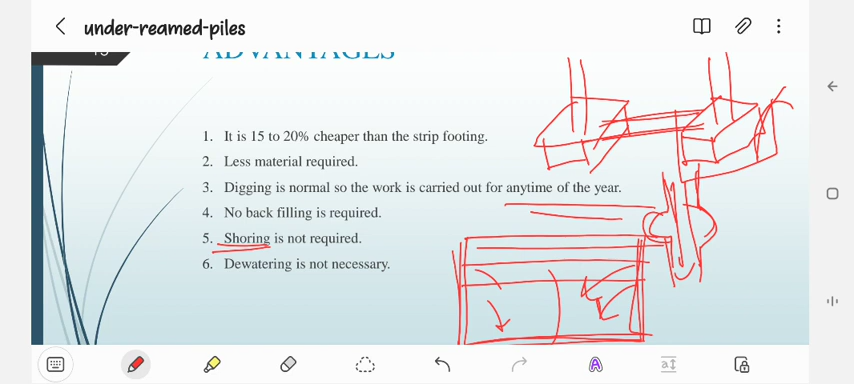 under-reamed-piles
ADVANTAGES
1. It is 15 to 20% cheaper than the strip footing.
2. Less material required.
3. Digging is normal so the work is carried out for anytime of the year.
4. No back filling is required.
5. Shoring is not required.
6. Dewatering is not necessary.